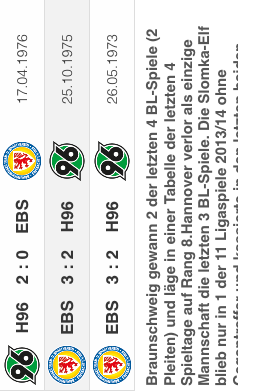 H96 2 : 0 EBS 17.04.1976
EBS 3 : 2 H96 25.10.1975
EBS 3 : 2 H96 26.05.1973
Braunschweig gewann 2 der letzten 4 BL-Spiele (2
Pleiten) und läge in einer Tabelle der letzten 4
Spieltage auf Rang 8.Hannover verlor als einzige
Mannschaft die letzten 3 BL-Spiele. Die Slomka-Elf
blieb nur in 1 der 11 Ligaspiele 2013/14 ohne